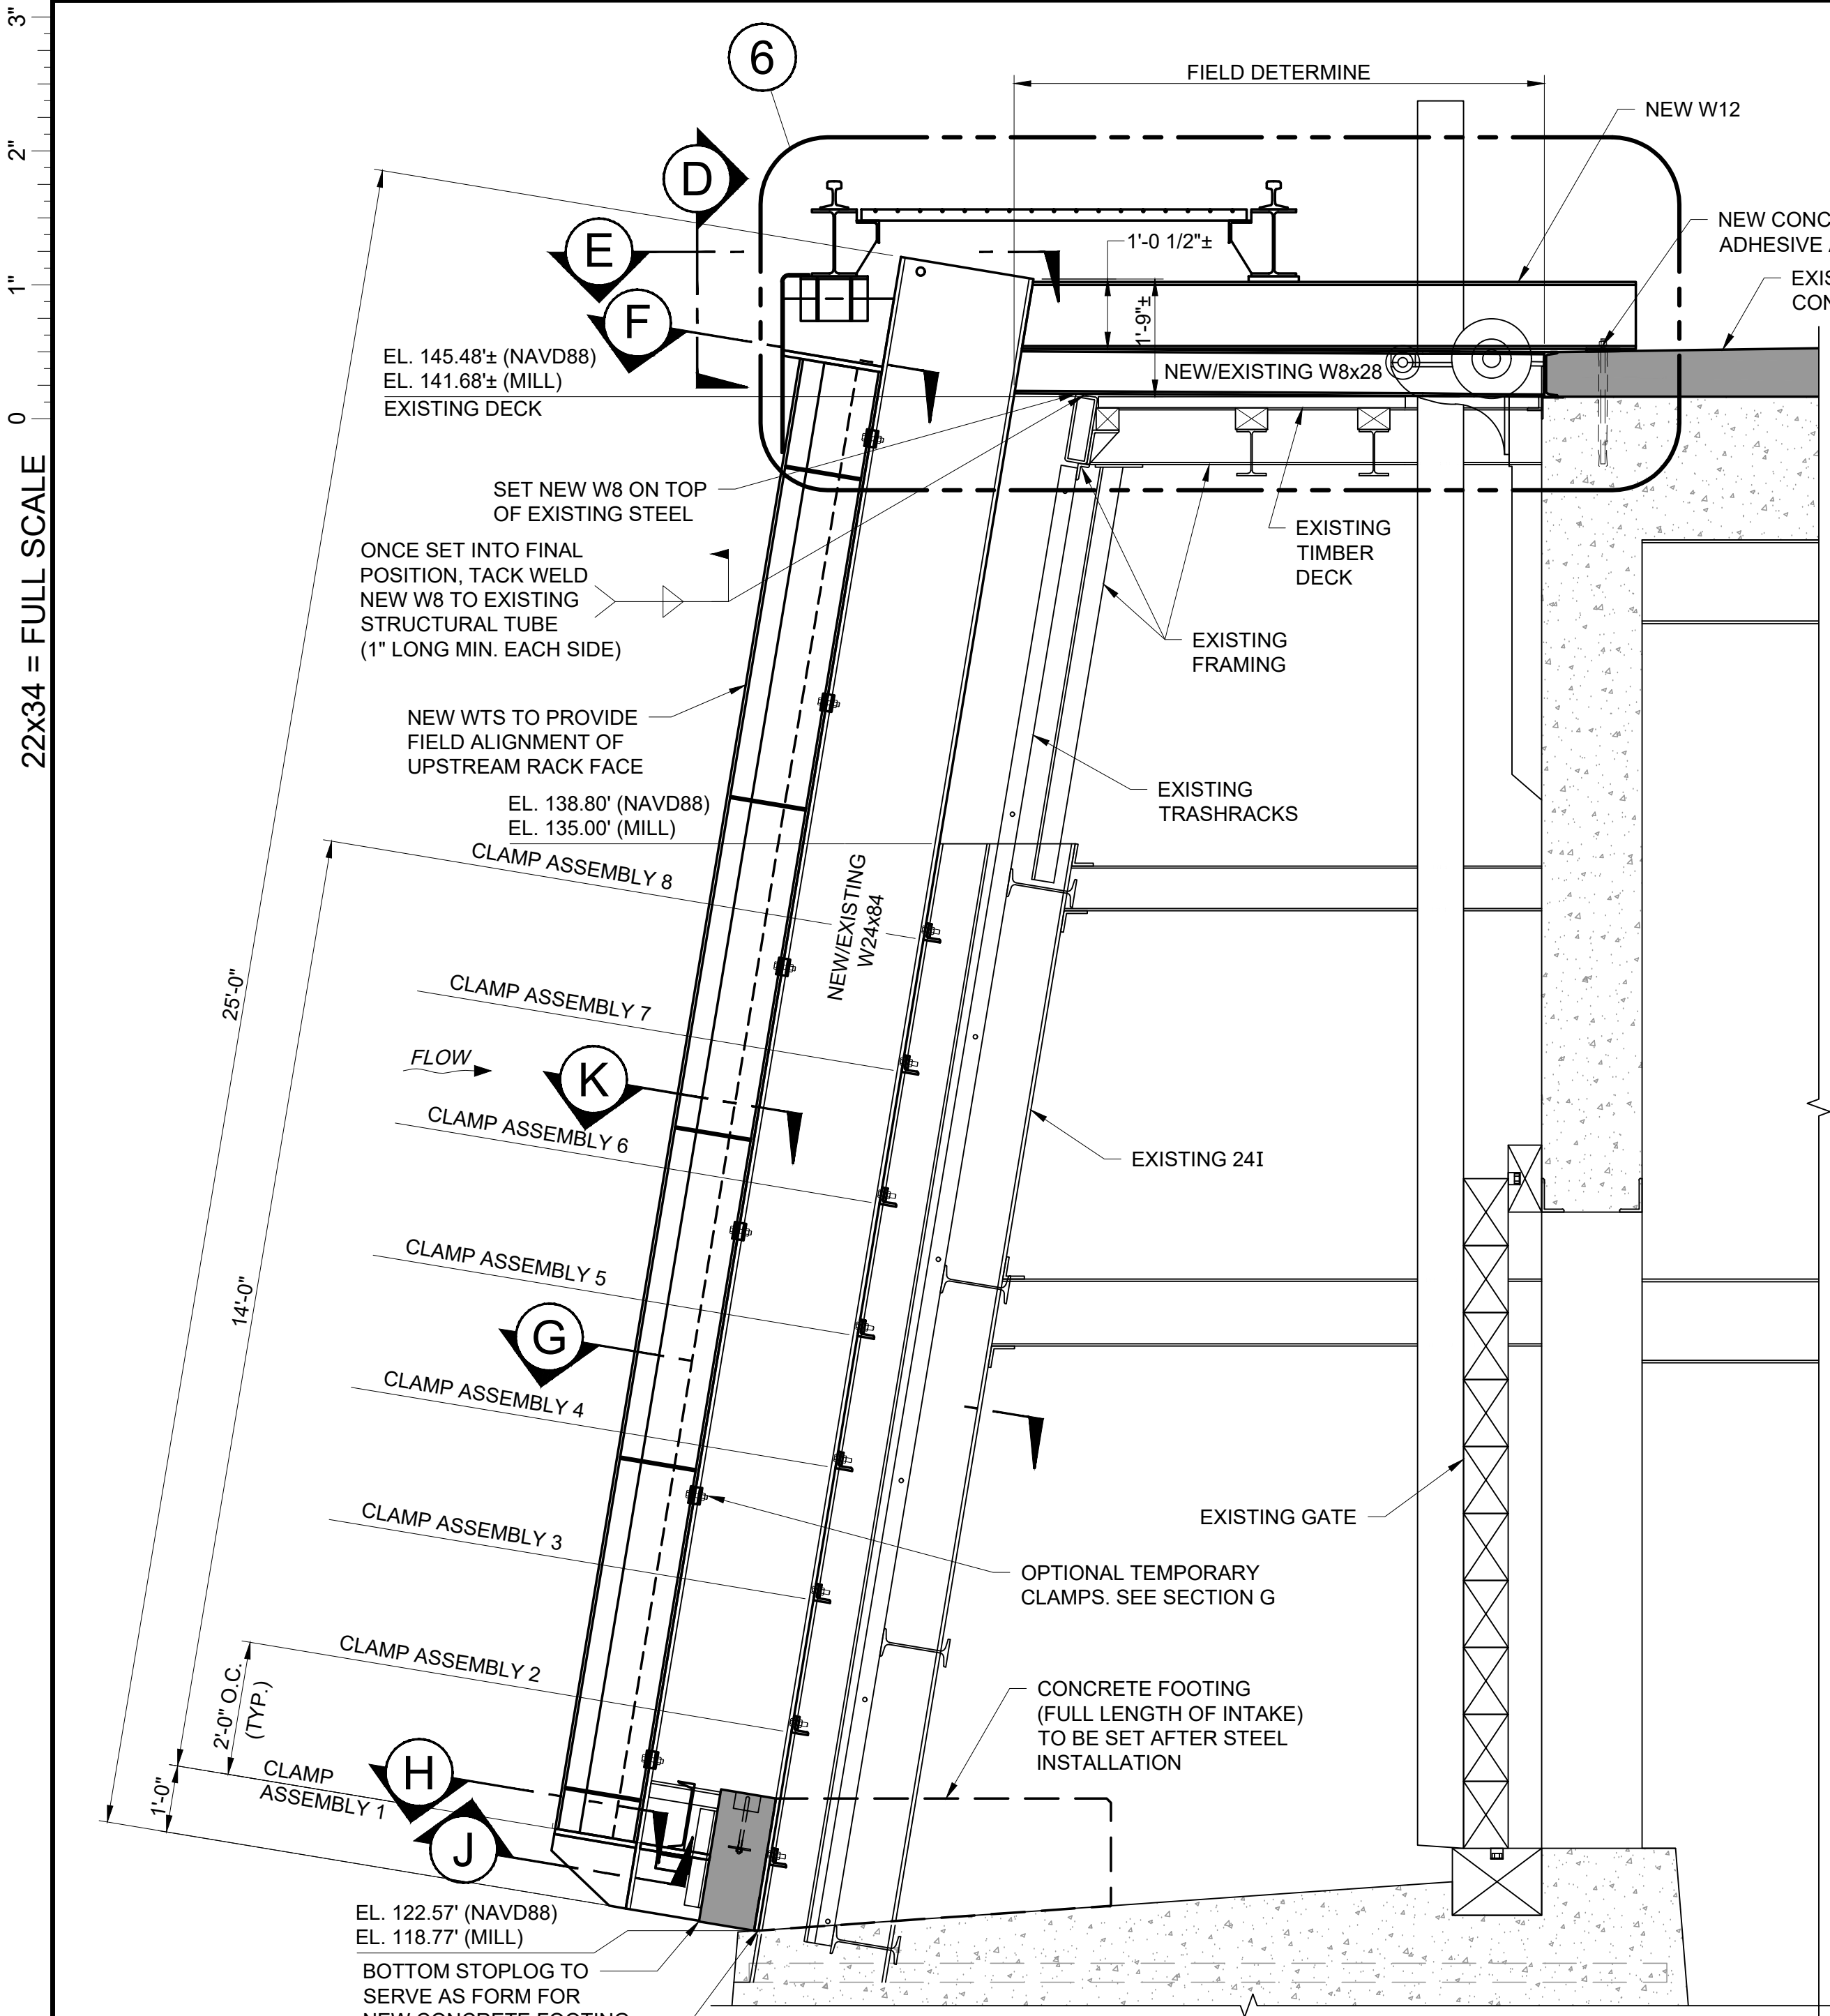 3"
2"
1"
0
22x34 = FULL SCALE
6
FIELD DETERMINE
NEW W12
D
E
F
1'-0 1/2"±
1'-9"±
NEW CONC
ADHESIVE
EL. 145.48'± (NAVD88)
EL. 141.68'± (MILL)
EXISTING DECK
NEW/EXISTING W8x28
SET NEW W8 ON TOP
OF EXISTING STEEL
ONCE SET INTO FINAL
POSITION, TACK WELD
NEW W8 TO EXISTING
STRUCTURAL TUBE
(1" LONG MIN. EACH SIDE)
EXISTING
TIMBER
DECK
EXISTING
FRAMING
NEW WTS TO PROVIDE
FIELD ALIGNMENT OF
UPSTREAM RACK FACE
EXISTING
TRASHRACKS
EL. 138.80' (NAVD88)
EL. 135.00' (MILL)
CLAMP ASSEMBLY 8
NEW/EXISTING
W24x84
25'-0"
CLAMP ASSEMBLY 7
FLOW
K
CLAMP ASSEMBLY 6
EXISTING 24I
CLAMP ASSEMBLY 5
14'-0"
G
CLAMP ASSEMBLY 4
CLAMP ASSEMBLY 3
EXISTING GATE
OPTIONAL TEMPORARY
CLAMPS. SEE SECTION G
CLAMP ASSEMBLY 2
2'-0" O.C.
(TYP.)
CONCRETE FOOTING
(FULL LENGTH OF INTAKE)
TO BE SET AFTER STEEL
INSTALLATION
CLAMP
ASSEMBLY 1
1'-0"
H
J
EL. 122.57' (NAVD88)
EL. 118.77' (MILL)
BOTTOM STOPLOG TO
SERVE AS FORM FOR
NEW CONCRETE FOOTING